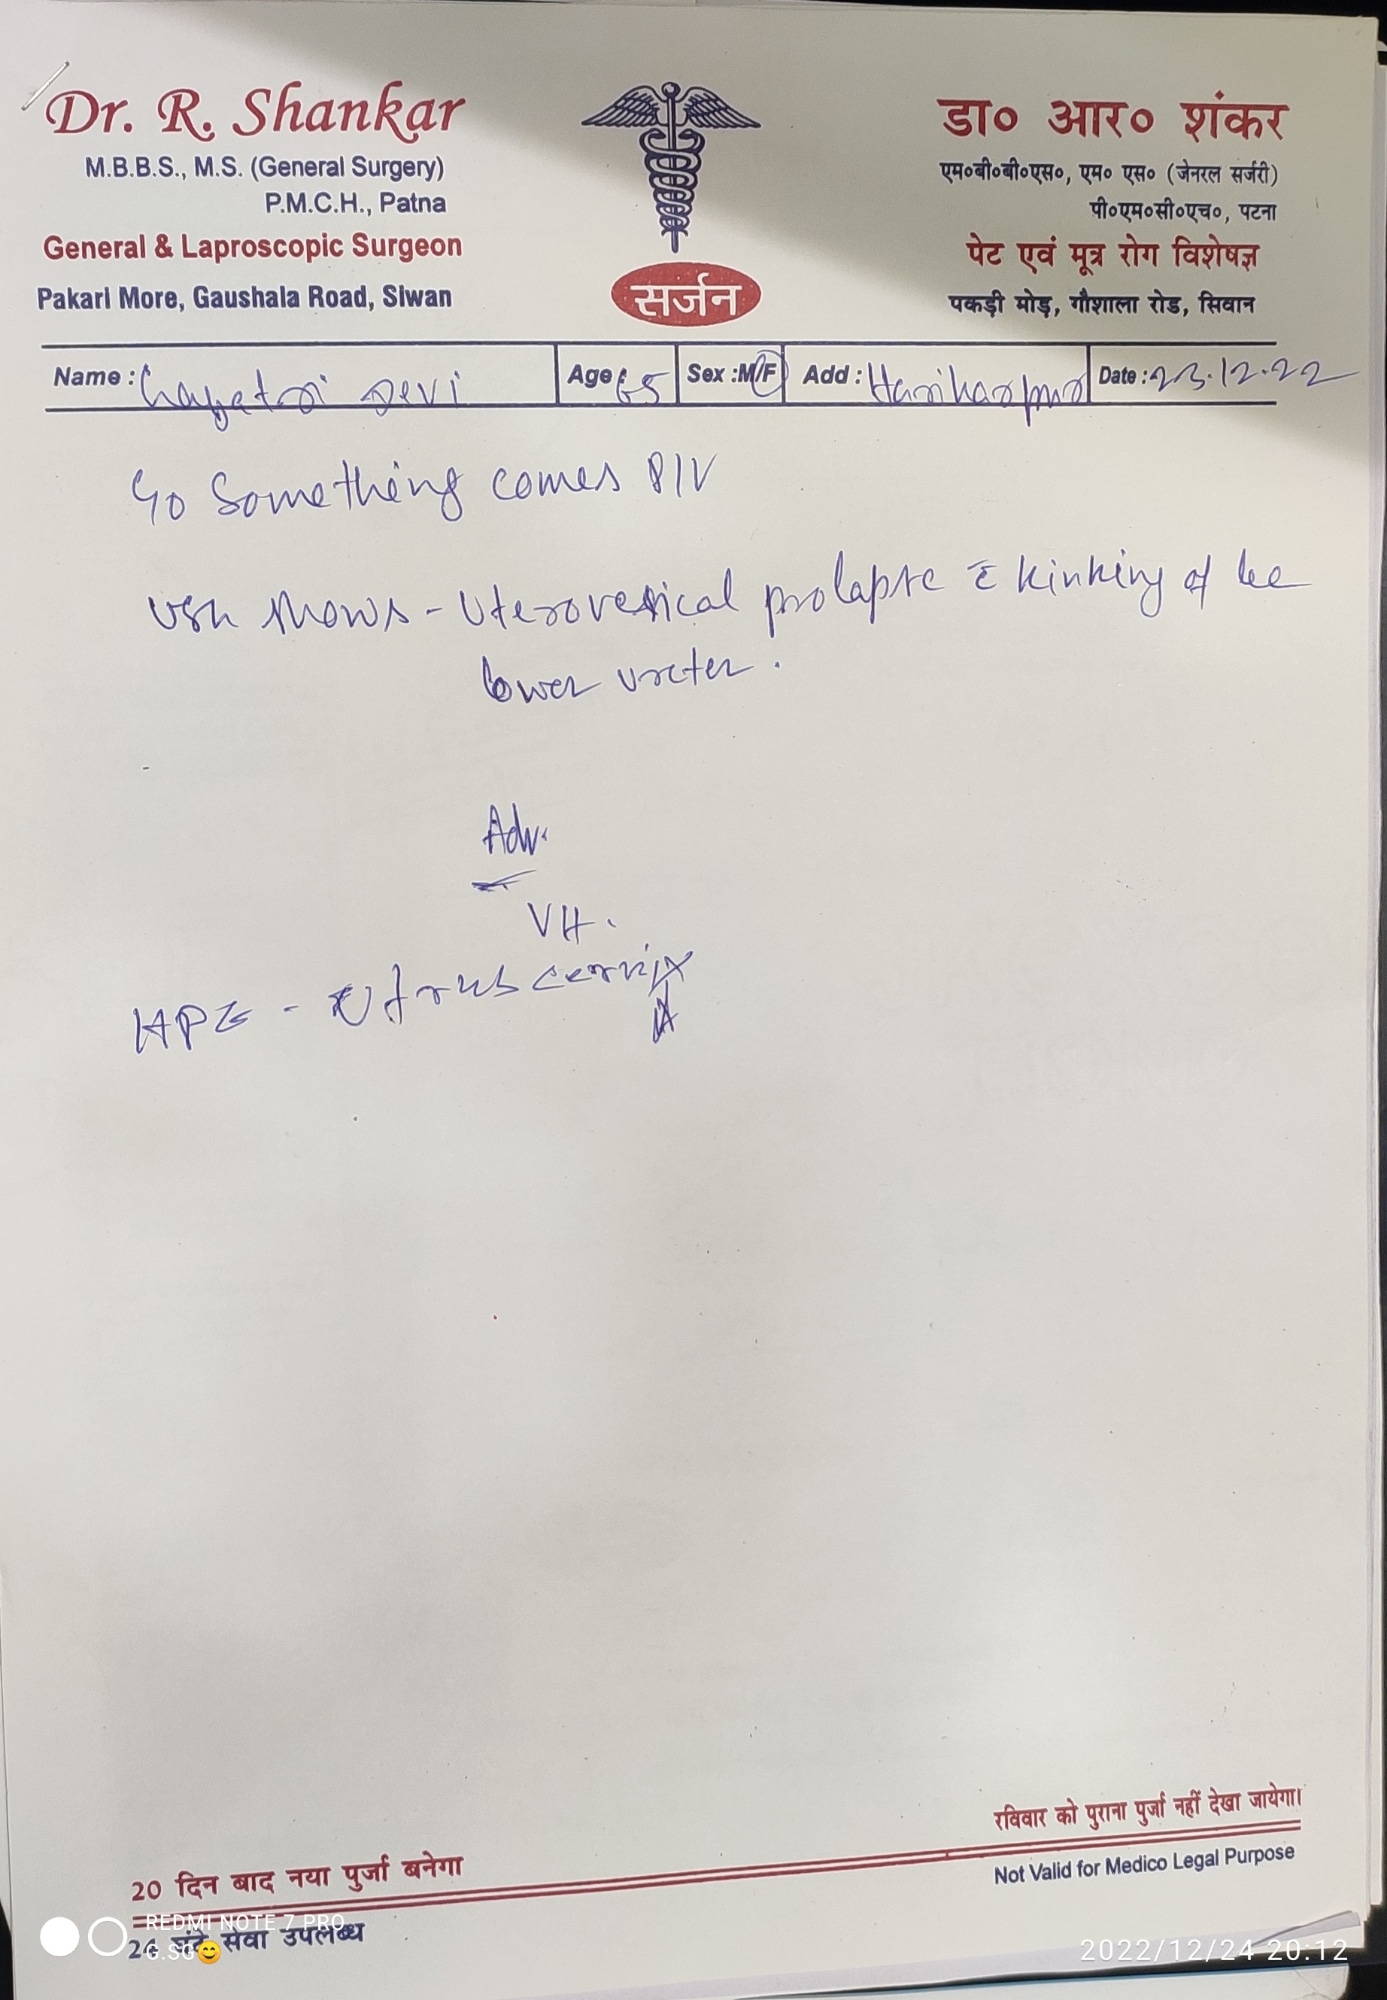 Dr. R. Shankar
M.B.B.S., M.S. (General Surgery)
P.M.C.H., Patna
General & Laproscopic Surgeon
Pakari More, Gaushala Road, Siwan
सर्जन
डा० आर० शंकर
एम०बी०बी०एस०, एम० एस० (जेनरल सर्जरी)
पी०एम०सी०एच०, पटना
पेट एवं मूत्र रोग विशेषज्ञ
पकड़ी मोड़, गौशाला रोड, सिवान
Name : Gayatri Devi Age 65 Sex : M/F Add : Hariharpur Date : 23.12.22
Something comes P/V
shows - Uterovesical prolapse c̄ kinking of
lower ureter.
Adv.
VH.
HPE - Utrus cervix
रविवार को पुराना पुर्जा नहीं देखा जायेगा।
20 दिन बाद नया पुर्जा बनेगा
Not Valid for Medico Legal Purpose
24 घंटे सेवा उपलब्ध
REDMI NOTE 7 PRO
G.SG😊
2022/12/24 20:12